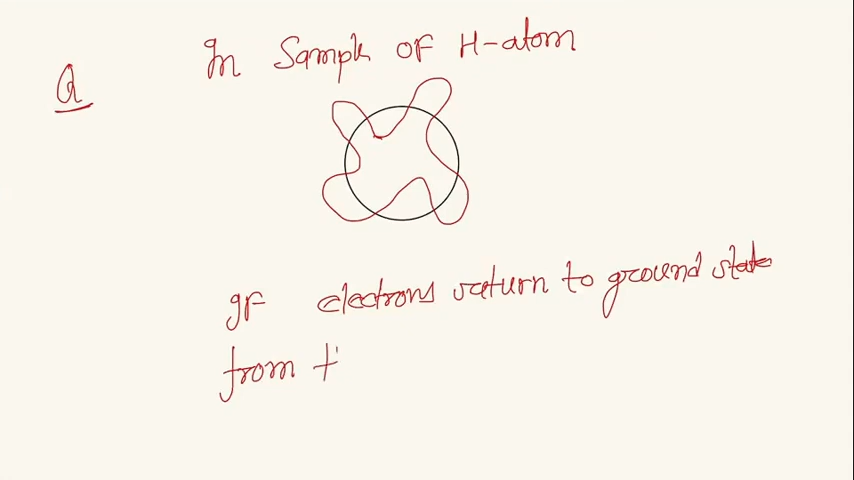 Q
In Sample of H-atom
If electrons return to ground state
from t